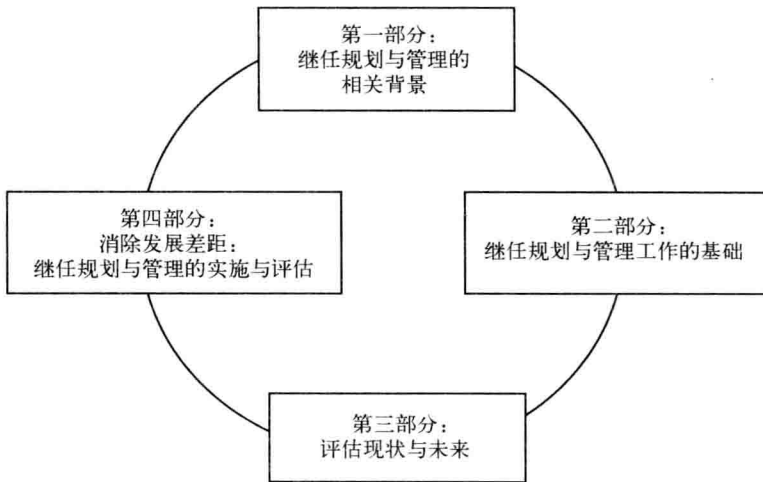 第一部分：
继任规划与管理的
相关背景
第四部分：
消除发展差距：
继任规划与管理的实施与评估
第二部分：
继任规划与管理工作的基础
第三部分：
评估现状与未来